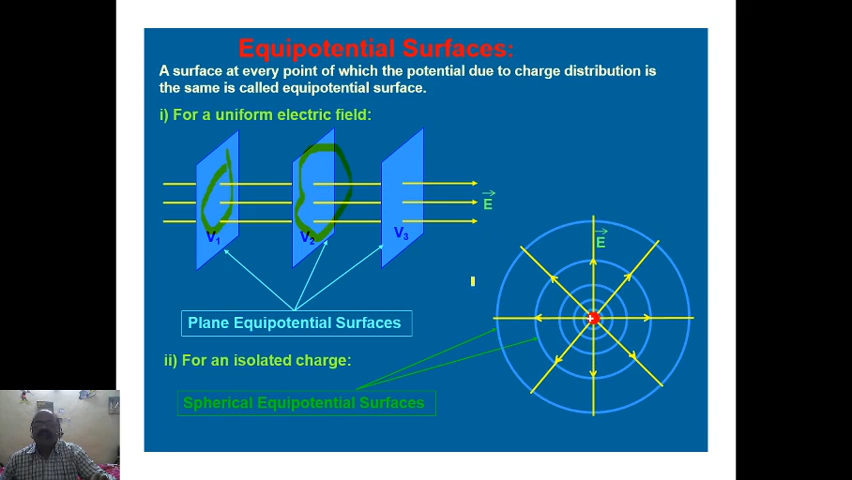 Equipotential Surfaces:
A surface at every point of which the potential due to charge distribution is
the same is called equipotential surface.
i) For a uniform electric field:
E
V1
V2
V3
E
+
Plane Equipotential Surfaces
ii) For an isolated charge:
Spherical Equipotential Surfaces